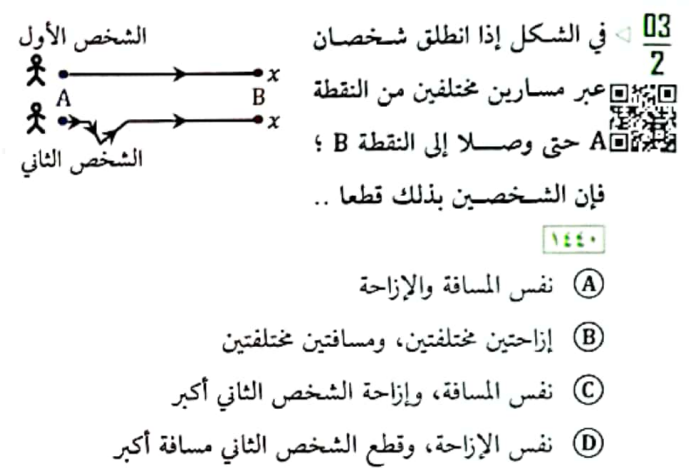 03
2
في الشكل إذا انطلق شخصان
عبر مسارين مختلفين من النقطة
A حتى وصلا إلى النقطة B ؛
فإن الشخصين بذلك قطعا ..
١٤٤٠
الشخص الأول
x
A B
x
الشخص الثاني
A نفس المسافة والإزاحة
B إزاحتين مختلفتين، ومسافتين مختلفتين
C نفس المسافة، وإزاحة الشخص الثاني أكبر
D نفس الإزاحة، وقطع الشخص الثاني مسافة أكبر